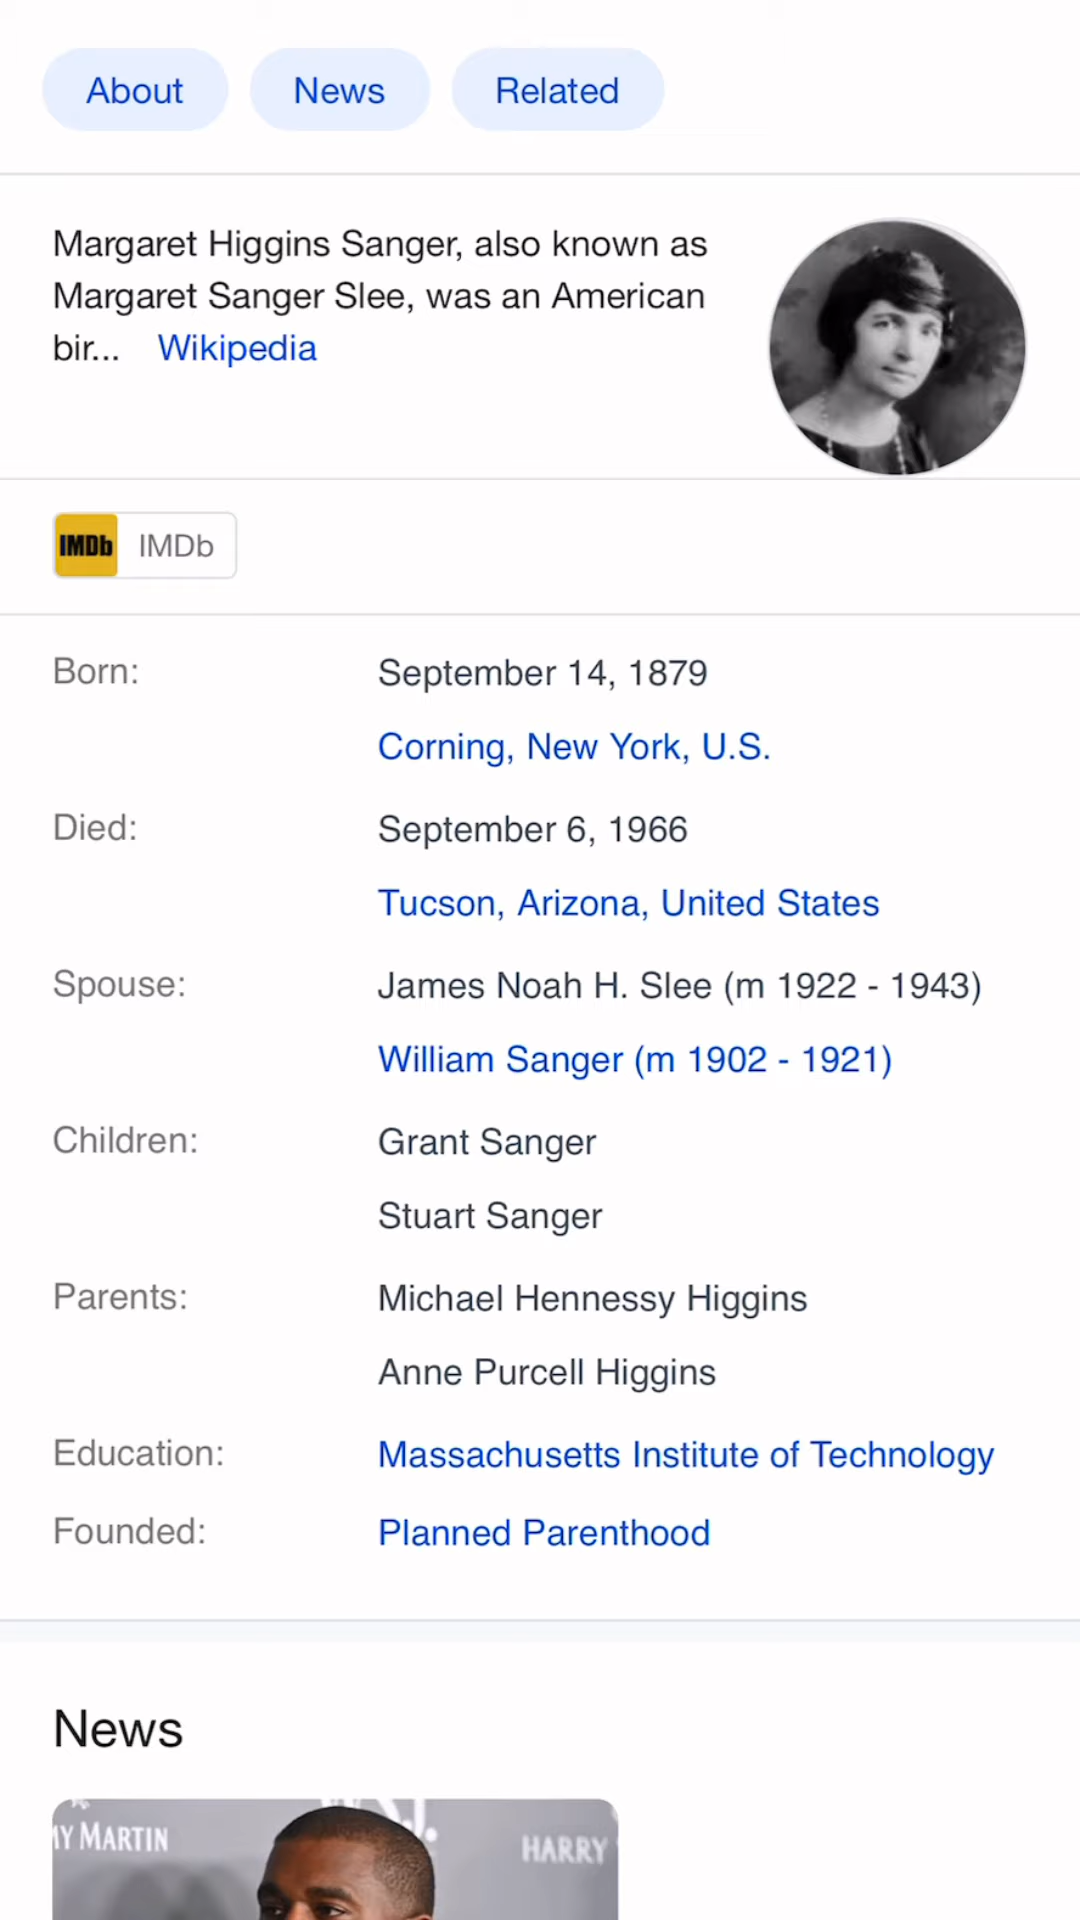 About
News
Related
Margaret Higgins Sanger, also known as
Margaret Sanger Slee, was an American
bir... Wikipedia
IMDb IMDb
Born: September 14, 1879
Corning, New York, U.S.
Died: September 6, 1966
Tucson, Arizona, United States
Spouse: James Noah H. Slee (m 1922 - 1943)
William Sanger (m 1902 - 1921)
Children: Grant Sanger
Stuart Sanger
Parents: Michael Hennessy Higgins
Anne Purcell Higgins
Education: Massachusetts Institute of Technology
Founded: Planned Parenthood
News
MY MARTIN
HARRY